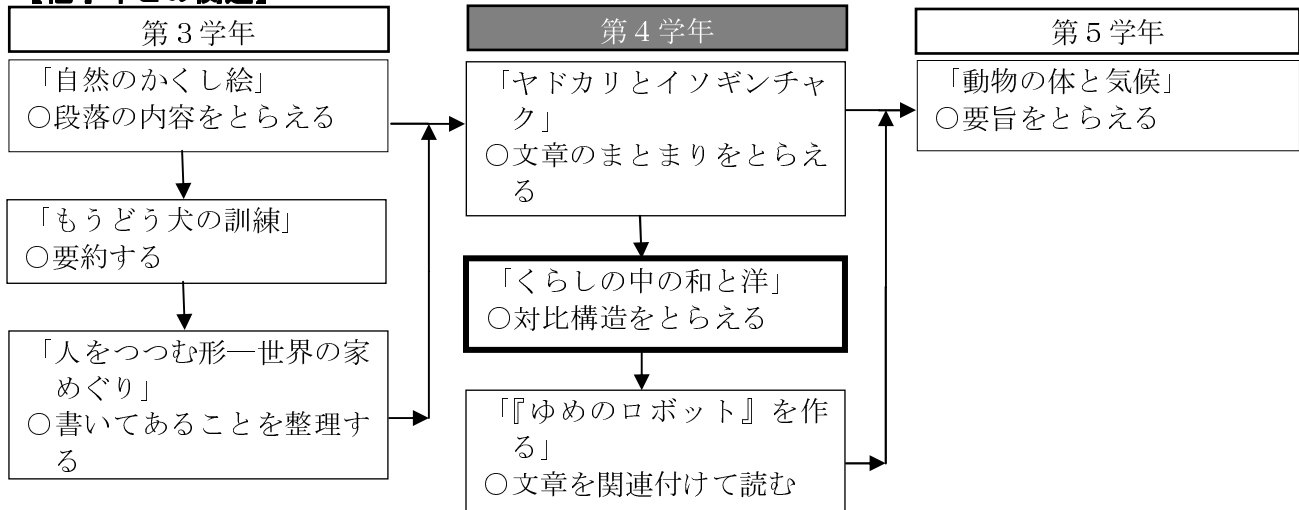 第３学年
「自然のかくし絵」
○段落の内容をとらえる
「もうどう犬の訓練」
○要約する
「人をつつむ形―世界の家
めぐり」
○書いてあることを整理す
る
第４学年
「ヤドカリとイソギンチャ
ク」
○文章のまとまりをとらえ
る
「くらしの中の和と洋」
○対比構造をとらえる
「『ゆめのロボット』を作
る」
○文章を関連付けて読む
第５学年
「動物の体と気候」
○要旨をとらえる